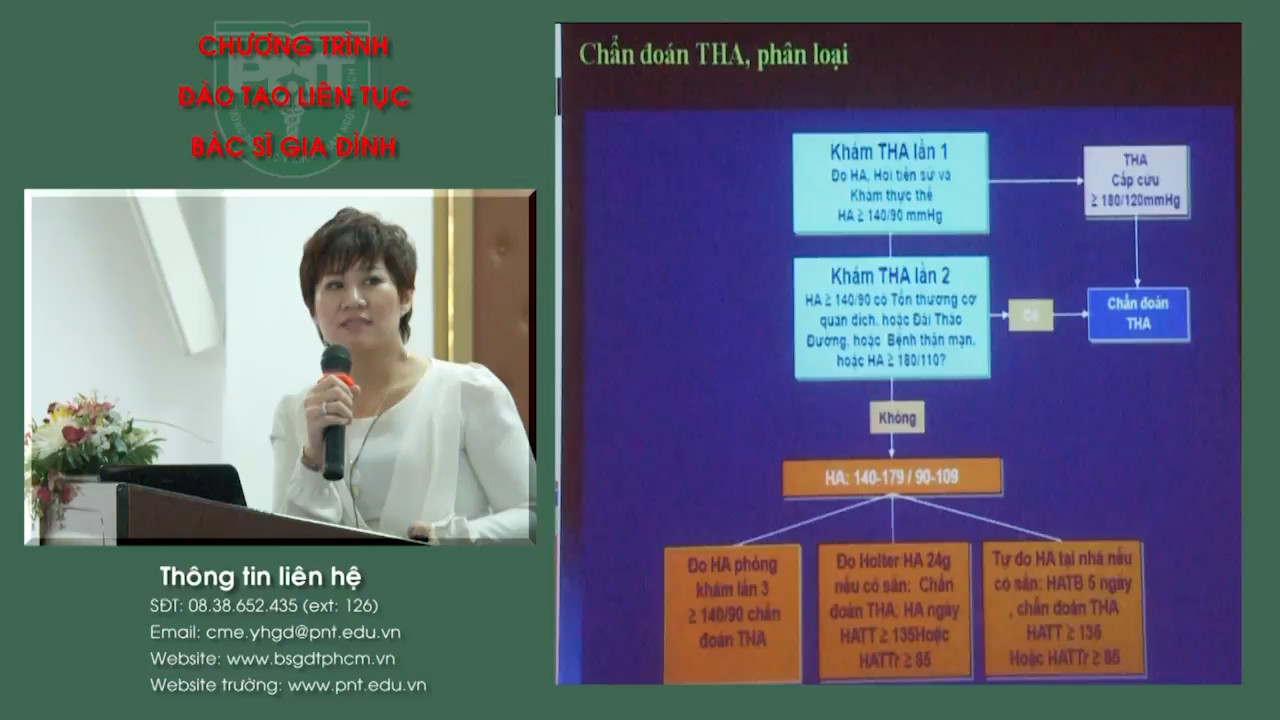 CHƯƠNG TRÌNH
ĐÀO TẠO LIÊN TỤC
BÁC SĨ GIA ĐÌNH
PNT
Thông tin liên hệ
SĐT: 08.38.652.435 (ext: 126)
Email: cme.yhgd@pnt.edu.vn
Website: www.bsgdtphcm.vn
Website trường: www.pnt.edu.vn
Chẩn đoán THA, phân loại
Khám THA lần 1
Đo HA, Hỏi tiền sử và
Khám thực thể
HA ≥ 140/90 mmHg
THA
Cấp cứu
≥ 180/120mmHg
Khám THA lần 2
HA ≥ 140/90 có Tổn thương cơ
quan đích, hoặc Đái Tháo
Đường, hoặc Bệnh thận mạn,
hoặc HA ≥ 180/110?
Có
Chẩn đoán
THA
Không
HA: 140-179 / 90-109
Đo HA phòng
khám lần 3
≥ 140/90 chẩn
đoán THA
Đo Holter HA 24g
nếu có sẵn: Chẩn
đoán THA: HA ngày
HATT ≥ 135Hoặc
HATTr ≥ 85
Tự đo HA tại nhà nếu
có sẵn: HATB 5 ngày
, chẩn đoán THA
HATT ≥ 135
Hoặc HATTr ≥ 85